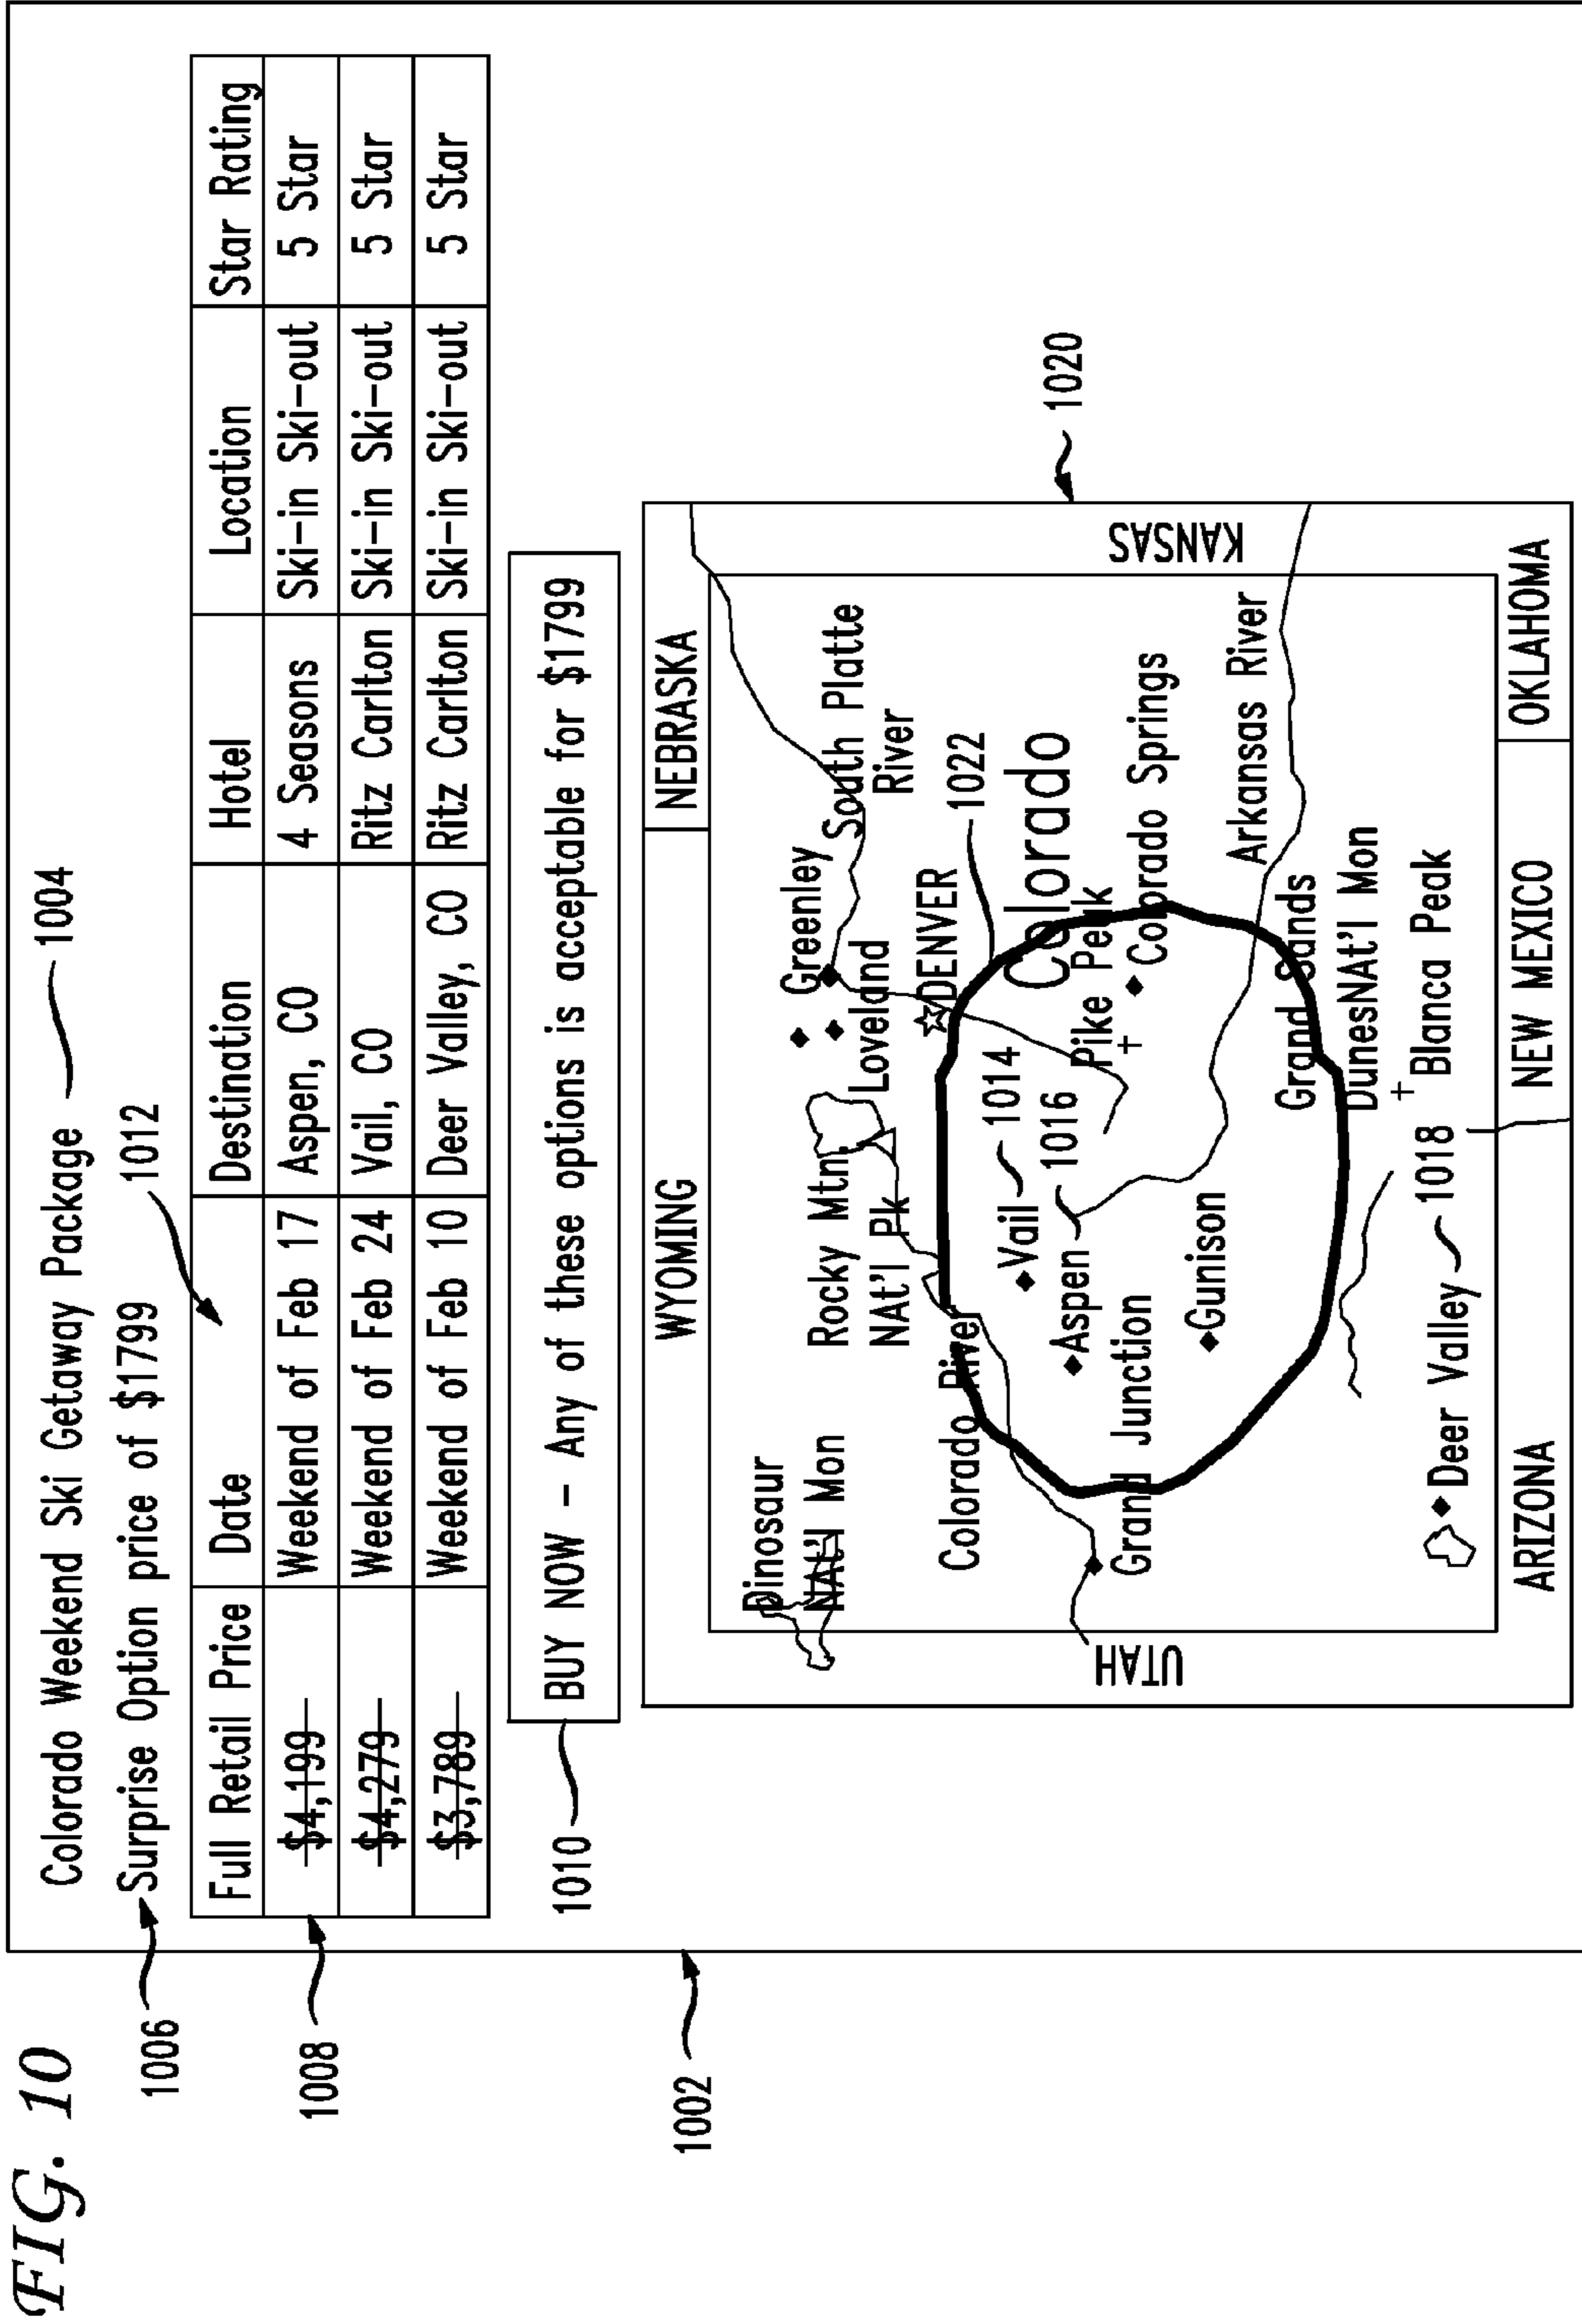 FIG. 10
Colorado Weekend Ski Getaway Package 1004
1006 Surprise Option price of $1799 1012
Full Retail Price Date Destination Hotel Location Star Rating
1008 $4,199 Weekend of Feb 17 Aspen, CO 4 Seasons Ski-in Ski-out 5 Star
$4,279 Weekend of Feb 24 Vail, CO Ritz Carlton Ski-in Ski-out 5 Star
$3,789 Weekend of Feb 10 Deer Valley, CO Ritz Carlton Ski-in Ski-out 5 Star
1010 BUY NOW - Any of these options is acceptable for $1799
1002
1020
WYOMING NEBRASKA
Dinosaur
NAt'l Mon
Rocky Mtn.
NAt'l Pk
Greenley
Loveland
South Platte
River
DENVER
1022
Colorado River
Vail 1014
Colorado
Aspen 1016
Pike Peak
Grand Junction
Colorado Springs
UTAH
KANSAS
Gunison
Arkansas River
Grand Sands
DunesNAt'l Mon
Deer Valley 1018
Blanca Peak
ARIZONA NEW MEXICO OKLAHOMA